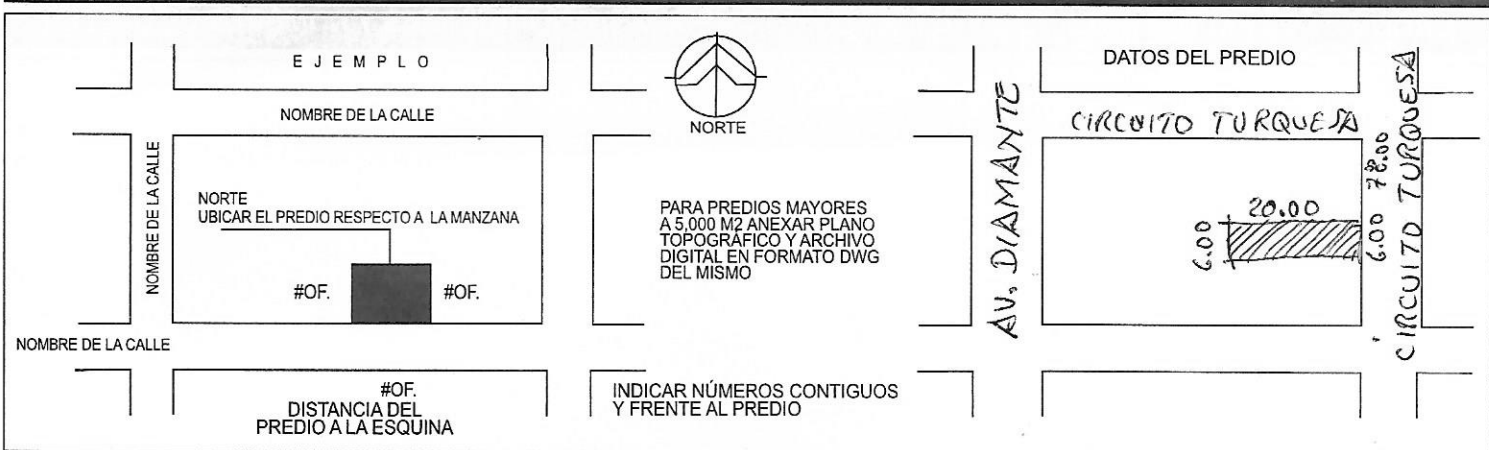 EJEMPLO
NOMBRE DE LA CALLE
NOMBRE DE LA CALLE
NORTE
UBICAR EL PREDIO RESPECTO A LA MANZANA
#OF.
#OF.
NOMBRE DE LA CALLE
#OF.
DISTANCIA DEL
PREDIO A LA ESQUINA
NORTE
PARA PREDIOS MAYORES
A 5,000 M2 ANEXAR PLANO
TOPOGRÁFICO Y ARCHIVO
DIGITAL EN FORMATO DWG
DEL MISMO
INDICAR NÚMEROS CONTIGUOS
Y FRENTE AL PREDIO
DATOS DEL PREDIO
AV. DIAMANTE
CIRCUITO TURQUESA
20.00
6.00
6.00 78.00
CIRCUITO TURQUESA